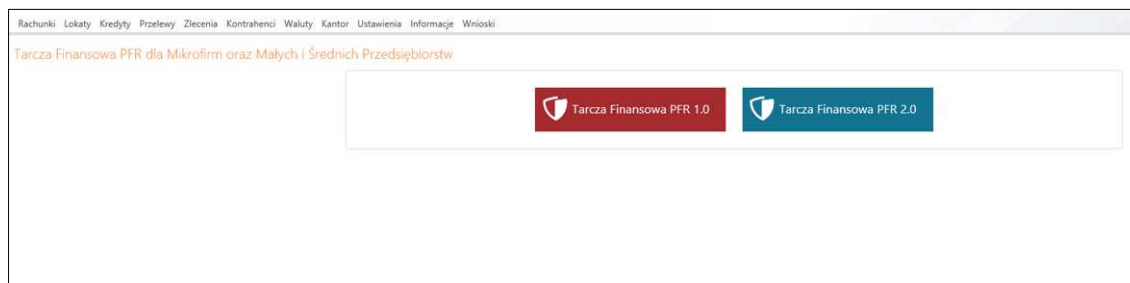 Rachunki Lokaty Kredyty Przelewy Zlecenia Kontrahenci Waluty Kantor Ustawienia Informacje Wnioski
Tarcza Finansowa PFR dla Mikrofirm oraz Małych i Średnich Przedsiębiorstw
Tarcza Finansowa PFR 1.0
Tarcza Finansowa PFR 2.0